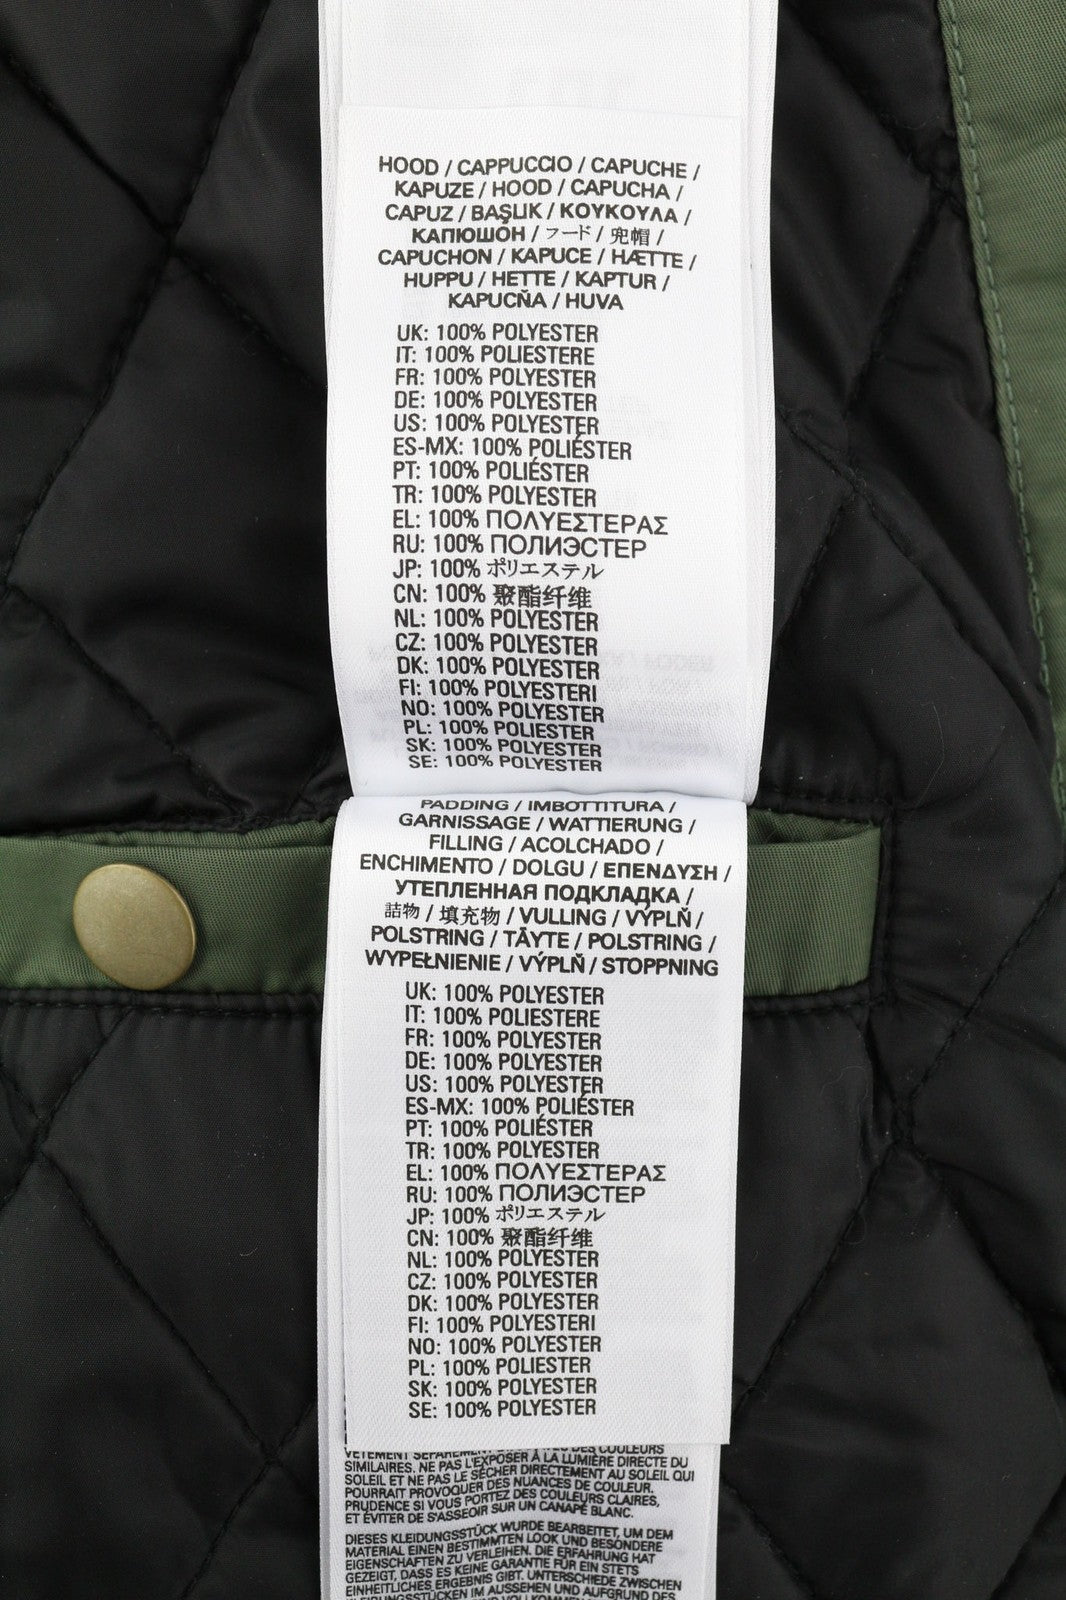 HOOD / CAPPUCCIO / CAPUCHE /
KAPUZE / HOOD / CAPUCHA /
CAPUZ / BAŞLIK / ΚΟΥΚΟΥΛΑ /
КАПЮШОН / フード / 兜帽 /
CAPUCHON / KAPUCE / HÆTTE /
HUPPU / HETTE / KAPTUR /
KAPUCŇA / HUVA
UK: 100% POLYESTER
IT: 100% POLIESTERE
FR: 100% POLYESTER
DE: 100% POLYESTER
US: 100% POLYESTER
ES-MX: 100% POLIÉSTER
PT: 100% POLIÉSTER
TR: 100% POLYESTER
EL: 100% ΠΟΛΥΕΣΤΕΡΑΣ
RU: 100% ПОЛИЭСТЕР
JP: 100% ポリエステル
CN: 100% 聚酯纤维
NL: 100% POLYESTER
CZ: 100% POLYESTER
DK: 100% POLYESTER
FI: 100% POLYESTERI
NO: 100% POLYESTER
PL: 100% POLIESTER
SK: 100% POLYESTER
SE: 100% POLYESTER
PADDING / IMBOTTITURA /
GARNISSAGE / WATTIERUNG /
FILLING / ACOLCHADO /
ENCHIMENTO / DOLGU / ΕΠΕΝΔΥΣΗ /
УТЕПЛЕННАЯ ПОДКЛАДКА /
詰物 / 填充物 / VULLING / VÝPLŇ /
POLSTRING / TÄYTE / POLSTRING /
WYPEŁNIENIE / VÝPLŇ / STOPPNING
UK: 100% POLYESTER
IT: 100% POLIESTERE
FR: 100% POLYESTER
DE: 100% POLYESTER
US: 100% POLYESTER
ES-MX: 100% POLIÉSTER
PT: 100% POLIÉSTER
TR: 100% POLYESTER
EL: 100% ΠΟΛΥΕΣΤΕΡΑΣ
RU: 100% ПОЛИЭСТЕР
JP: 100% ポリエステル
CN: 100% 聚酯纤维
NL: 100% POLYESTER
CZ: 100% POLYESTER
DK: 100% POLYESTER
FI: 100% POLYESTERI
NO: 100% POLYESTER
PL: 100% POLIESTER
SK: 100% POLYESTER
SE: 100% POLYESTER
VÊTEMENT DES COULEURS
SIMILAIRES. NE PAS L'EXPOSER À LA LUMIÈRE DIRECTE DU
SOLEIL ET NE PAS LE SÉCHER DIRECTEMENT AU SOLEIL QUI
POURRAIT PROVOQUER DES NUANCES DE COULEUR.
PRUDENCE SI VOUS PORTEZ DES COULEURS CLAIRES,
ET ÉVITER DE S'ASSEOIR SUR UN CANAPÉ BLANC.
DIESES KLEIDUNGSSTÜCK WURDE BEARBEITET, UM DEM
MATERIAL EINEN BESTIMMTEN LOOK UND BESONDERE
EIGENSCHAFTEN ZU VERLEIHEN. DIE ERFAHRUNG HAT
GEZEIGT, DASS ES KEINE GARANTIE FÜR EIN STETS
EINHEITLICHES ERGEBNIS GIBT. UNTERSCHIEDE ZWISCHEN
KLEIDUNGSSTÜCKEN IM AUSSEHEN UND AUFGRUND DES